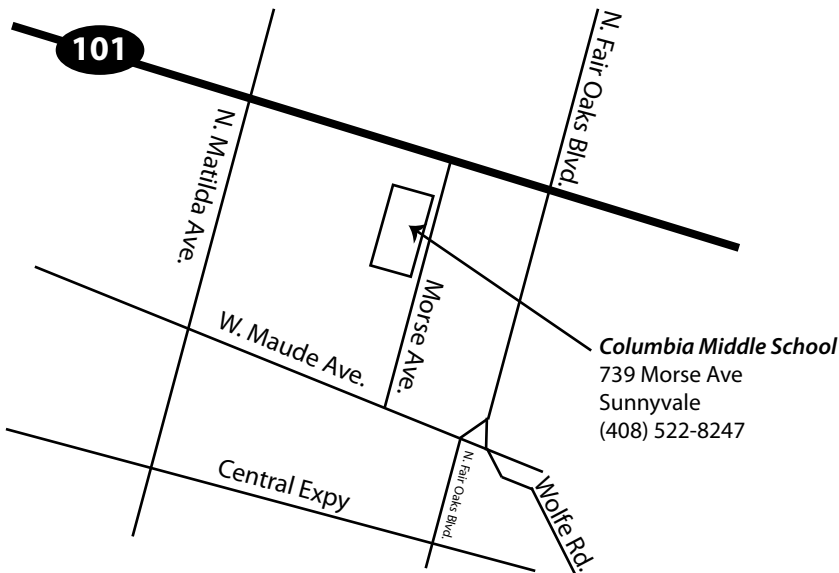 101
N. Fair Oaks Blvd.
N. Matilda Ave.
Morse Ave.
W. Maude Ave.
Columbia Middle School
739 Morse Ave
Sunnyvale
(408) 522-8247
Central Expy
N. Fair Oaks Blvd.
Wolfe Rd.